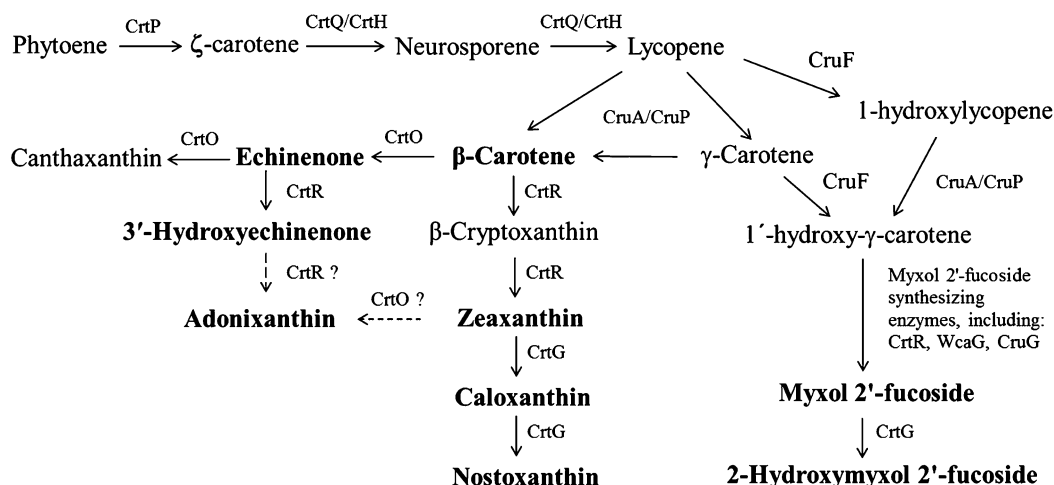 CrtP CrtQ/CrtH CrtQ/CrtH
Phytoene ζ-carotene Neurosporene Lycopene
CruF
1-hydroxylycopene
CruA/CruP
CrtO CrtO
Canthaxanthin Echinenone β-Carotene γ-Carotene
CrtR CrtR CruF CruA/CruP
3′-Hydroxyechinenone β-Cryptoxanthin 1´-hydroxy-γ-carotene
CrtR ? CrtR
Myxol 2'-fucoside
synthesizing
enzymes, including:
CrtR, WcaG, CruG
CrtO ?
Adonixanthin Zeaxanthin
CrtG
Caloxanthin Myxol 2'-fucoside
CrtG CrtG
Nostoxanthin 2-Hydroxymyxol 2'-fucoside